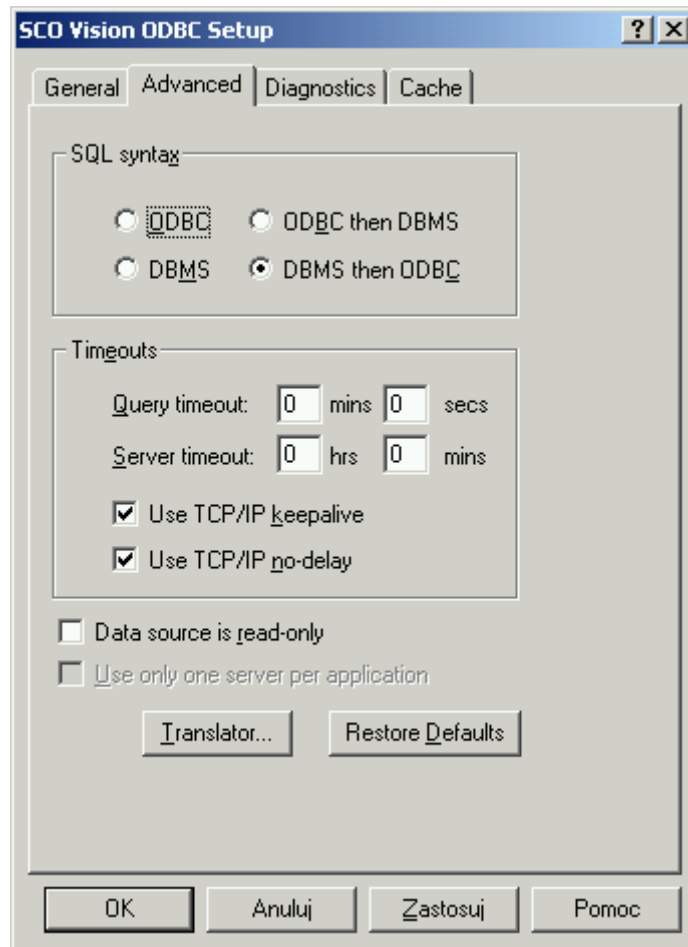 SCO Vision ODBC Setup
General Advanced Diagnostics Cache
SQL syntax
ODBC ODBC then DBMS
DBMS DBMS then ODBC
Timeouts
Query timeout: 0 mins 0 secs
Server timeout: 0 hrs 0 mins
Use TCP/IP keepalive
Use TCP/IP no-delay
Data source is read-only
Use only one server per application
Translator... Restore Defaults
OK Anuluj Zastosuj Pomoc